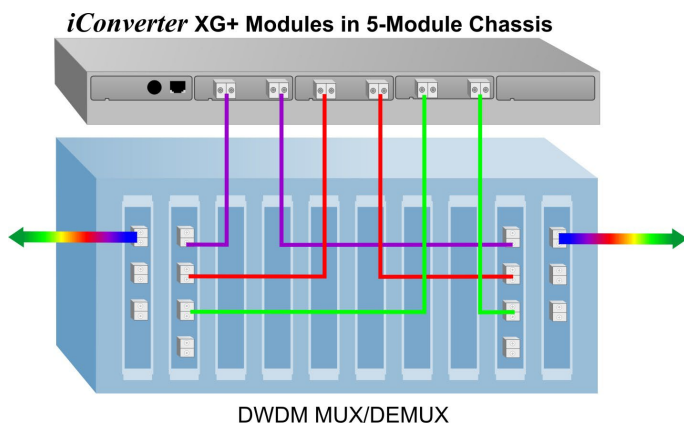 iConverter XG+ Modules in 5-Module Chassis
DWDM MUX/DEMUX